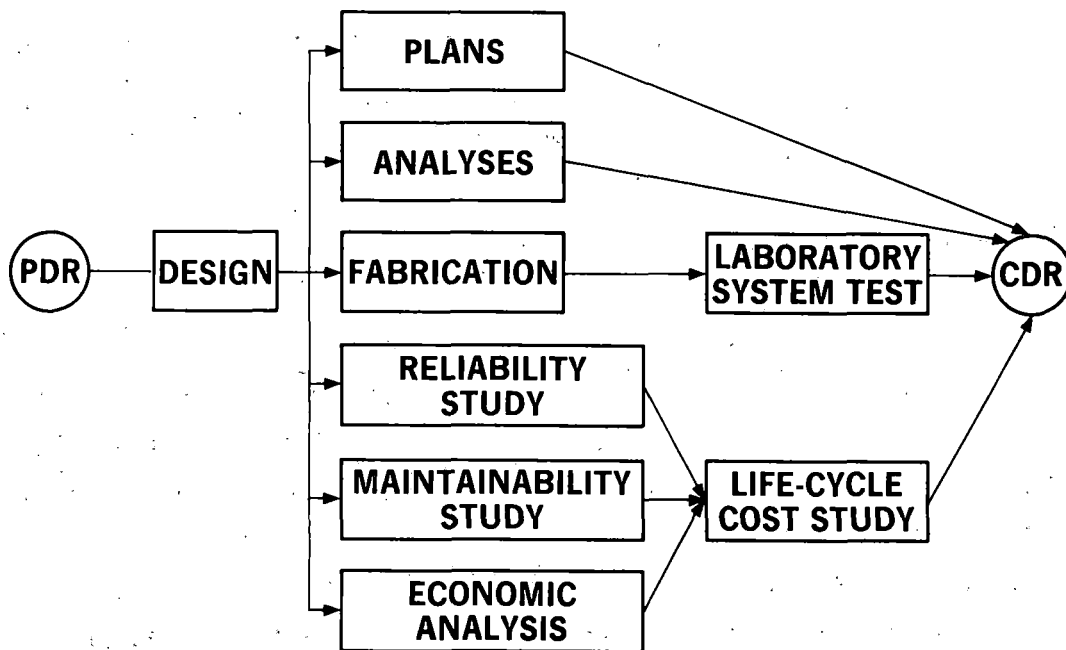 PLANS
ANALYSES
PDR
DESIGN
FABRICATION
LABORATORY
SYSTEM TEST
CDR
RELIABILITY
STUDY
MAINTAINABILITY
STUDY
LIFE-CYCLE
COST STUDY
ECONOMIC
ANALYSIS